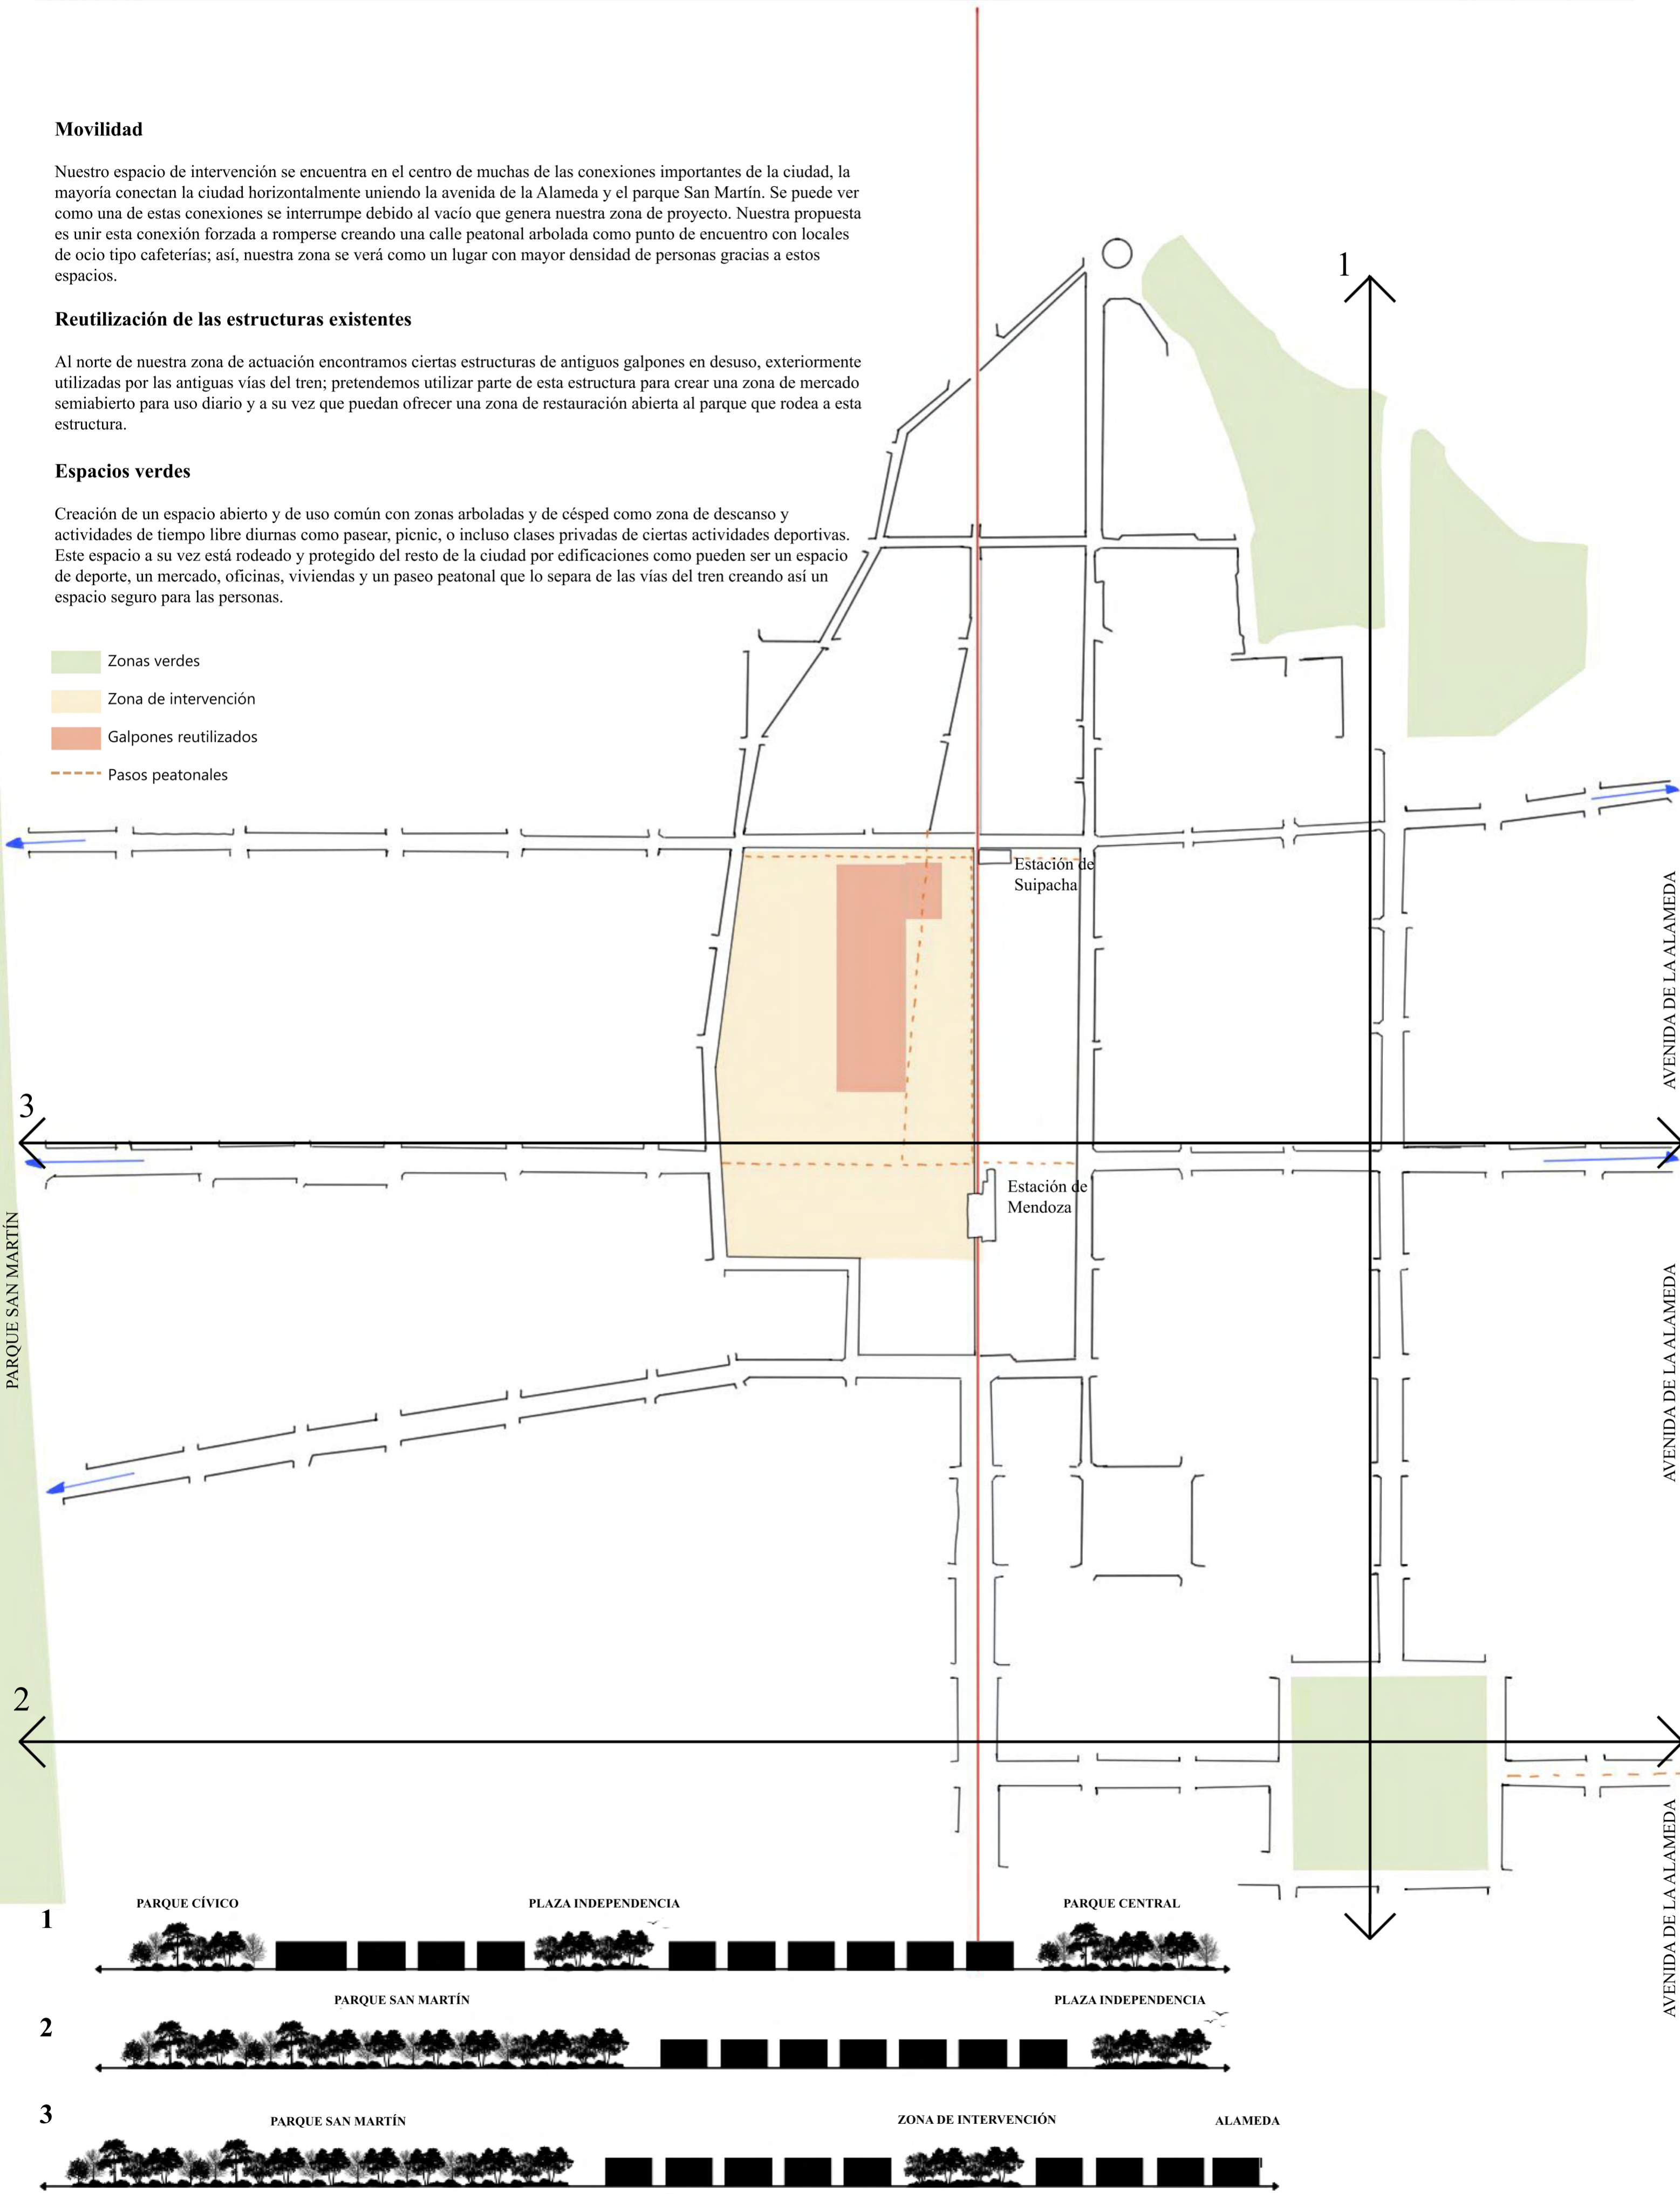 Movilidad
Nuestro espacio de intervención se encuentra en el centro de muchas de las conexiones importantes de la ciudad, la
mayoría conectan la ciudad horizontalmente uniendo la avenida de la Alameda y el parque San Martín. Se puede ver
como una de estas conexiones se interrumpe debido al vacío que genera nuestra zona de proyecto. Nuestra propuesta
es unir esta conexión forzada a romperse creando una calle peatonal arbolada como punto de encuentro con locales
de ocio tipo cafeterías; así, nuestra zona se verá como un lugar con mayor densidad de personas gracias a estos
espacios.
Reutilización de las estructuras existentes
Al norte de nuestra zona de actuación encontramos ciertas estructuras de antiguos galpones en desuso, exteriormente
utilizadas por las antiguas vías del tren; pretendemos utilizar parte de esta estructura para crear una zona de mercado
semiabierto para uso diario y a su vez que puedan ofrecer una zona de restauración abierta al parque que rodea a esta
estructura.
Espacios verdes
Creación de un espacio abierto y de uso común con zonas arboladas y de césped como zona de descanso y
actividades de tiempo libre diurnas como pasear, picnic, o incluso clases privadas de ciertas actividades deportivas.
Este espacio a su vez está rodeado y protegido del resto de la ciudad por edificaciones como pueden ser un espacio
de deporte, un mercado, oficinas, viviendas y un paseo peatonal que lo separa de las vías del tren creando así un
espacio seguro para las personas.
Zonas verdes
Zona de intervención
Galpones reutilizados
Pasos peatonales
1
Estación de
Suipacha
AVENIDA DE LA ALAMEDA
3
Estación de
Mendoza
PARQUE SAN MARTÍN
AVENIDA DE LA ALAMEDA
2
AVENIDA DE LA ALAMEDA
1
PARQUE CÍVICO
PLAZA INDEPENDENCIA
PARQUE CENTRAL
2
PARQUE SAN MARTÍN
PLAZA INDEPENDENCIA
3
PARQUE SAN MARTÍN
ZONA DE INTERVENCIÓN
ALAMEDA